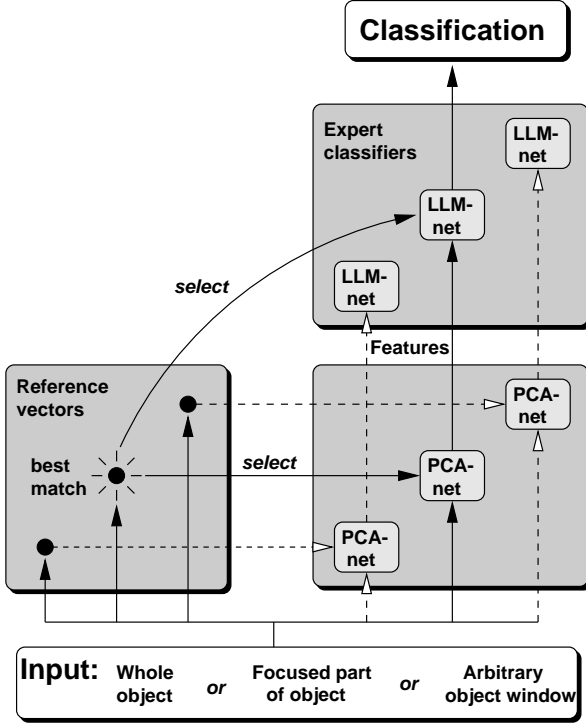 Classification
Expert
classifiers
LLM-
net
LLM-
net
select
LLM-
net
Features
Reference
vectors
PCA-
net
best
match
select
PCA-
net
PCA-
net
Input: Whole object or Focused part of object or Arbitrary object window